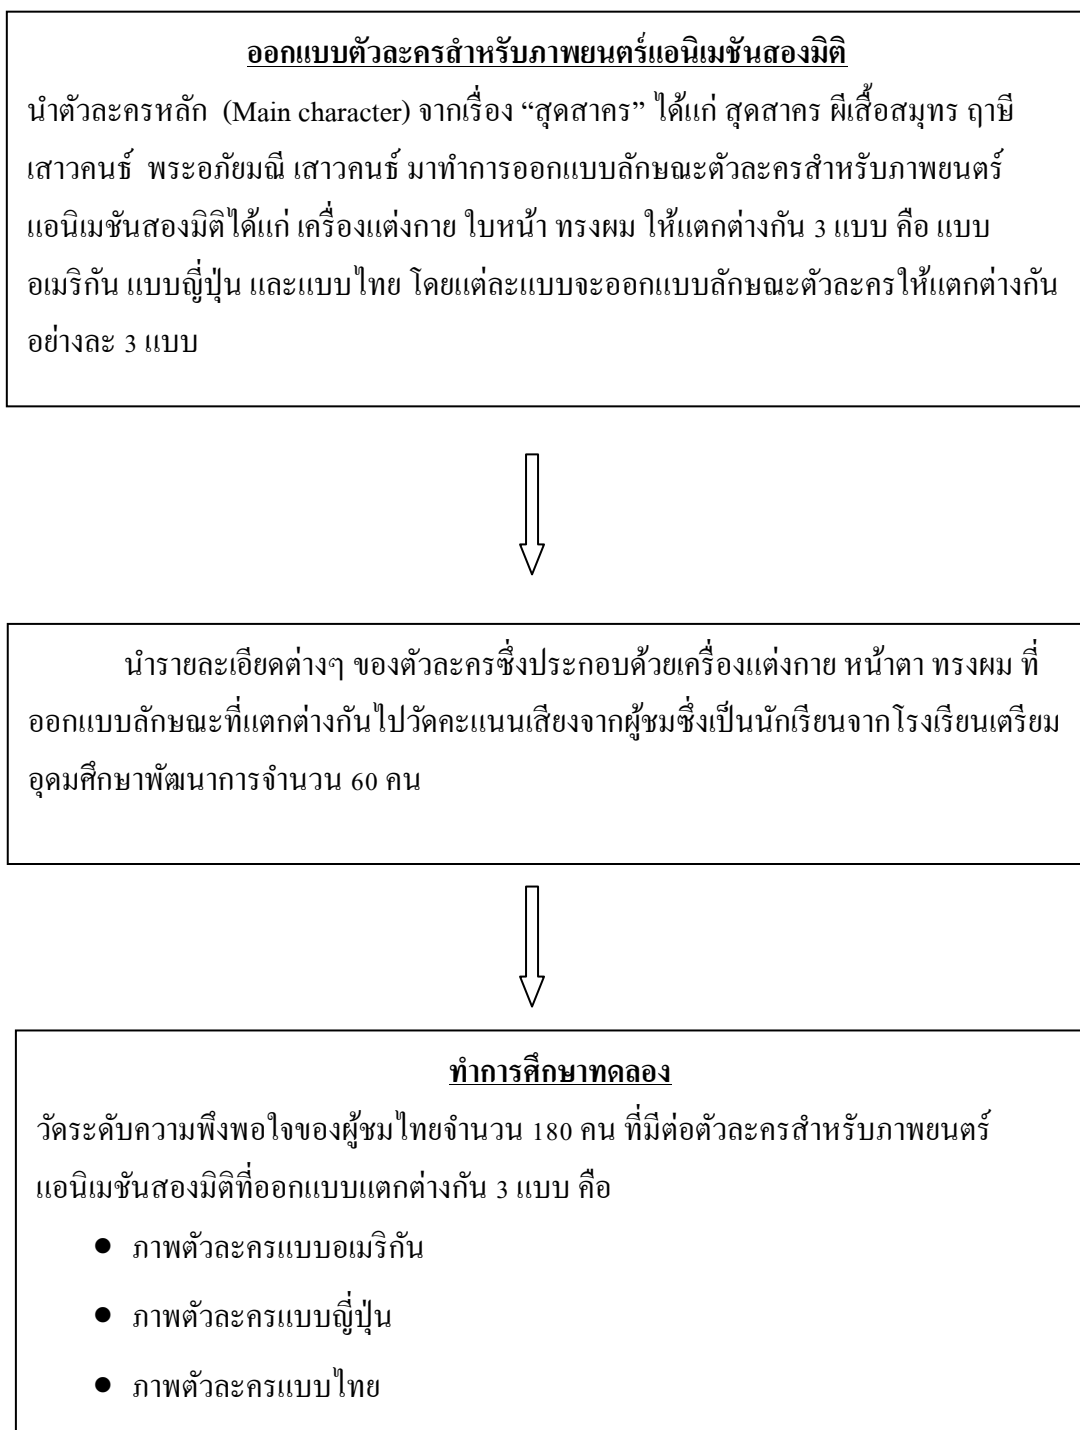 ออกแบบตัวละครสำหรับภาพยนตร์แอนิเมชันสองมิติ
นำตัวละครหลัก (Main character) จากเรื่อง “สุดสาคร” ได้แก่ สุดสาคร ผีเสื้อสมุทร ฤาษี
เสาวคนธ์ พระอภัยมณี เสาวคนธ์ มาทำการออกแบบลักษณะตัวละครสำหรับภาพยนตร์
แอนิเมชันสองมิติได้แก่ เครื่องแต่งกาย ใบหน้า ทรงผม ให้แตกต่างกัน 3 แบบ คือ แบบ
อเมริกัน แบบญี่ปุ่น และแบบไทย โดยแต่ละแบบจะออกแบบลักษณะตัวละครให้แตกต่างกัน
อย่างละ 3 แบบ
นำรายละเอียดต่างๆ ของตัวละครซึ่งประกอบด้วยเครื่องแต่งกาย หน้าตา ทรงผม ที่
ออกแบบลักษณะที่แตกต่างกันไปวัดคะแนนเสียงจากผู้ชมซึ่งเป็นนักเรียนจากโรงเรียนเตรียม
อุดมศึกษาพัฒนาการจำนวน 60 คน
ทำการศึกษาทดลอง
วัดระดับความพึงพอใจของผู้ชมไทยจำนวน 180 คน ที่มีต่อตัวละครสำหรับภาพยนตร์
แอนิเมชันสองมิติที่ออกแบบแตกต่างกัน 3 แบบ คือ
● ภาพตัวละครแบบอเมริกัน
● ภาพตัวละครแบบญี่ปุ่น
● ภาพตัวละครแบบไทย